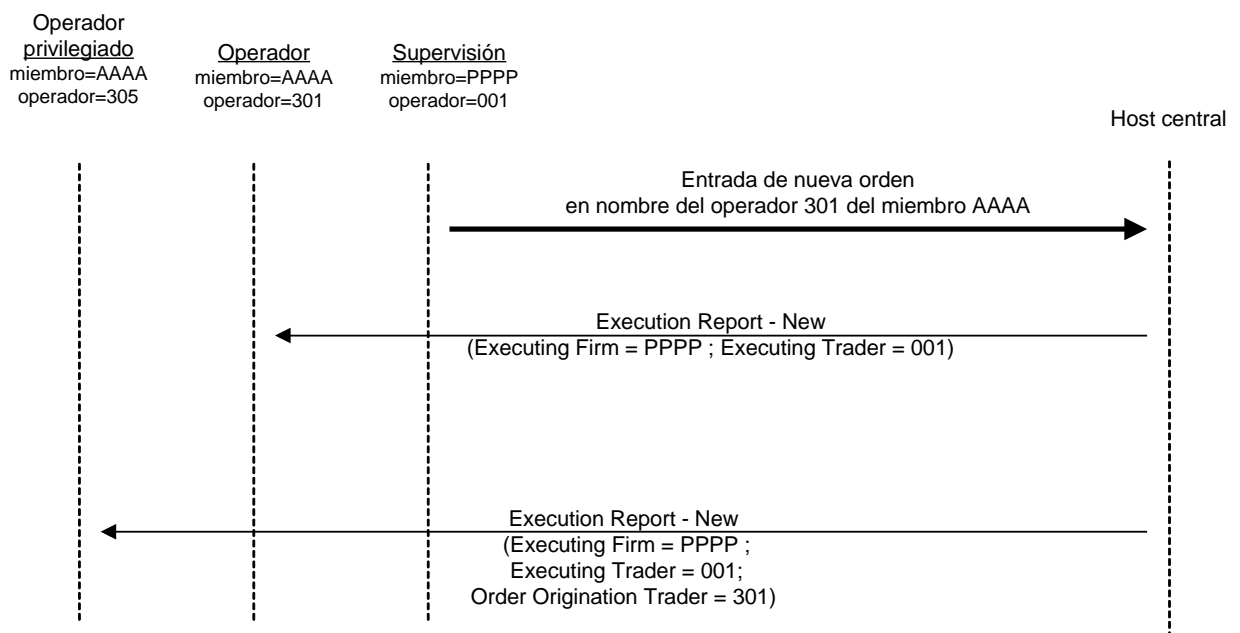 Operador
privilegiado
miembro=AAAA
operador=305
Operador
miembro=AAAA
operador=301
Supervisión
miembro=PPPP
operador=001
Host central
Entrada de nueva orden
en nombre del operador 301 del miembro AAAA
Execution Report - New
(Executing Firm = PPPP ; Executing Trader = 001)
Execution Report - New
(Executing Firm = PPPP ;
Executing Trader = 001;
Order Origination Trader = 301)